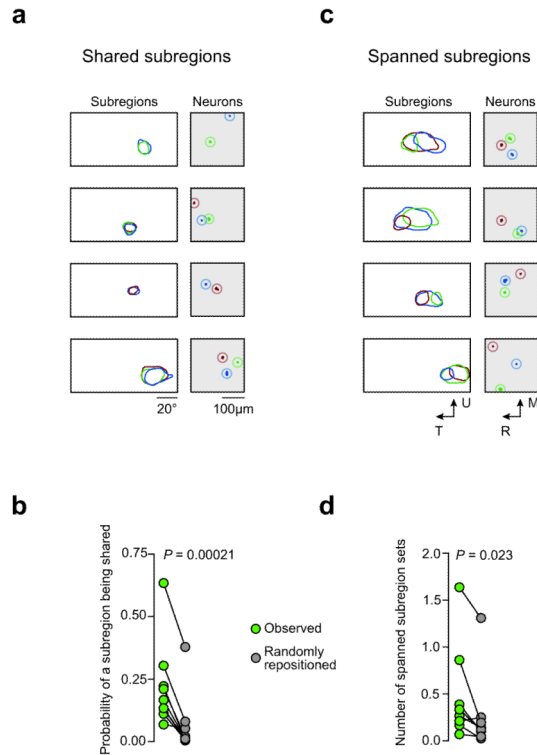 a
Shared subregions
Subregions Neurons
20° 100µm
c
Spanned subregions
Subregions Neurons
U M
T R
b
Probability of a subregion being shared
0.75
0.50
0.25
0.00
P = 0.00021
Observed
Randomly
repositioned
d
Number of spanned subregion sets
2.0
1.5
1.0
0.5
0.0
P = 0.023